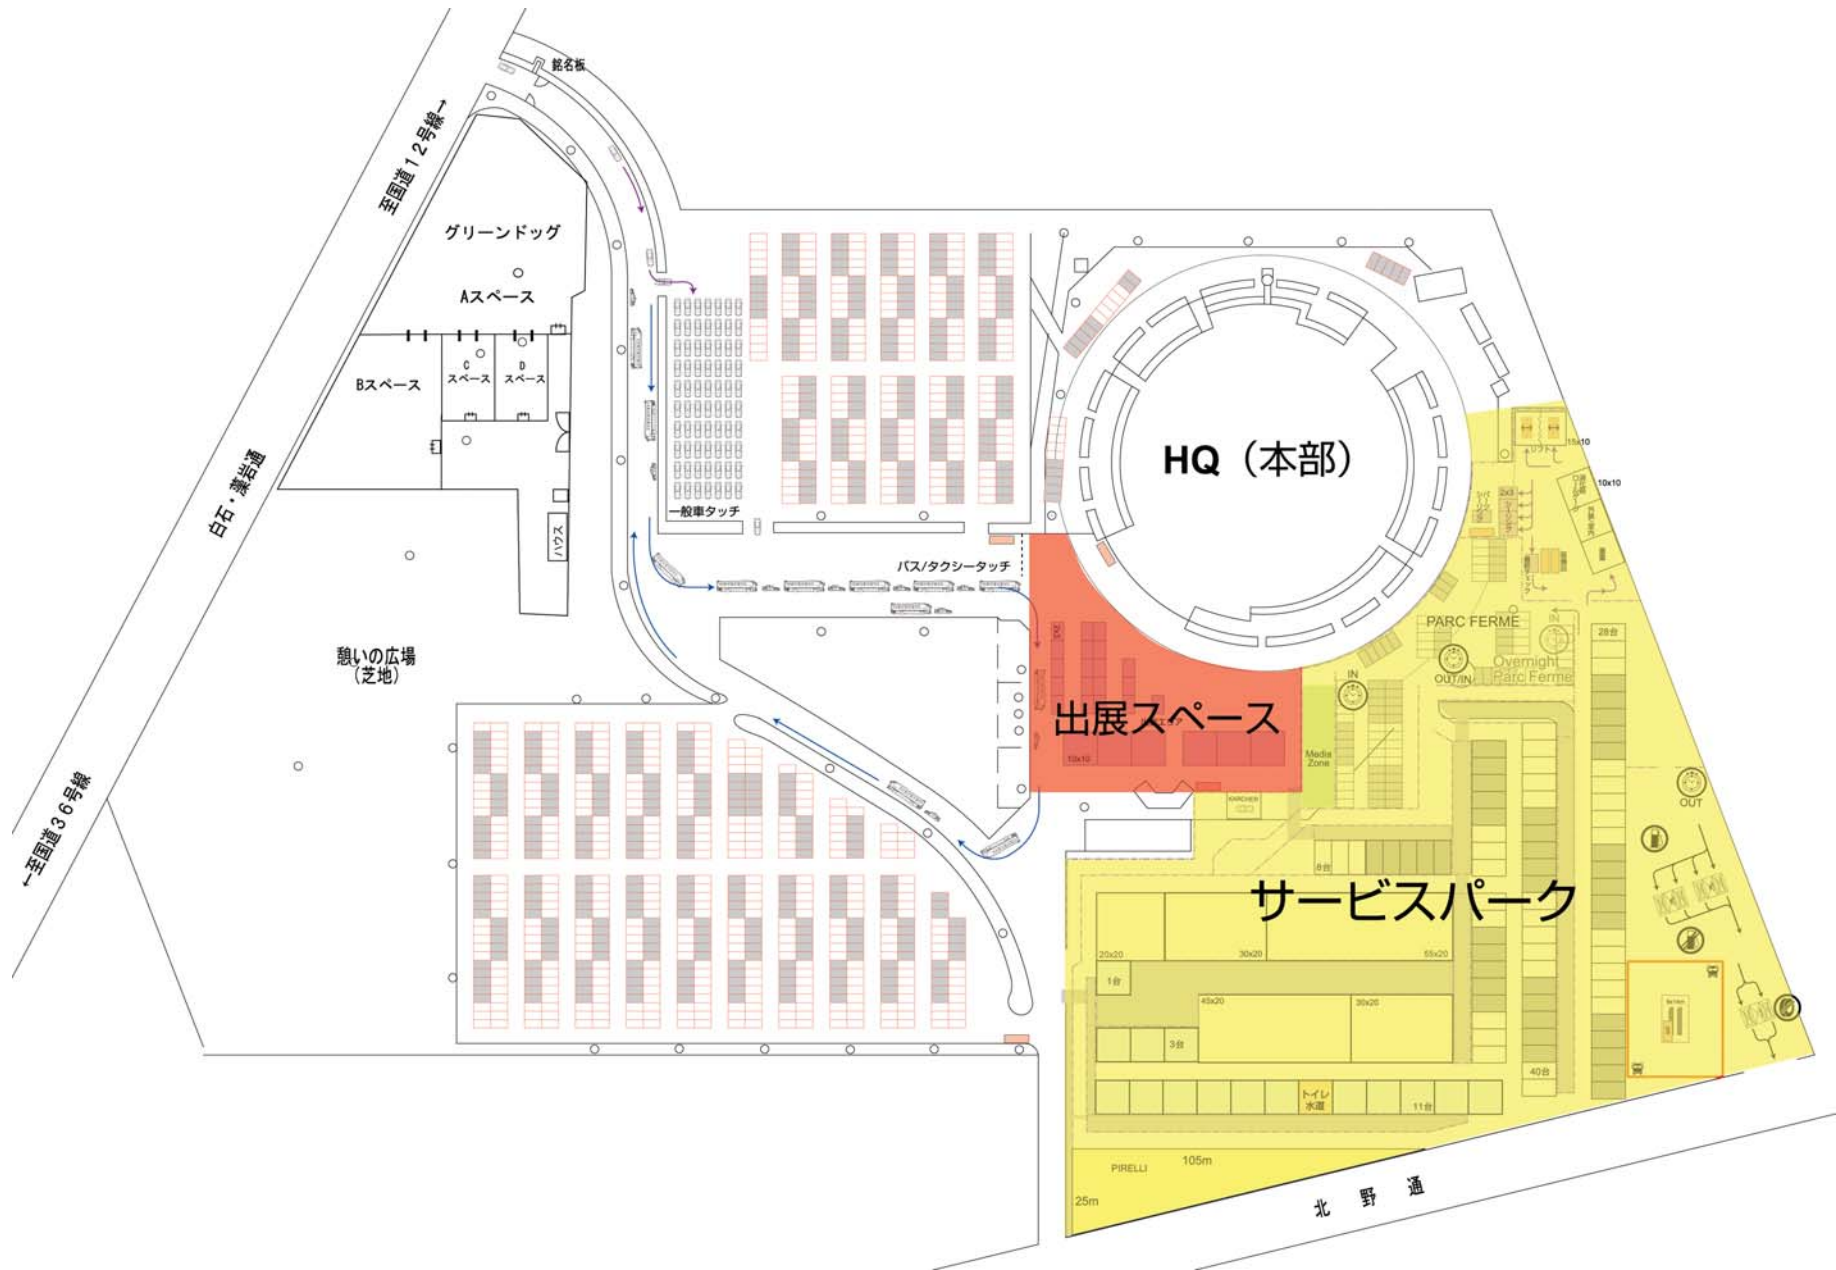 銘名板
至国道12号線→
グリーンドッグ
Aスペース
Bスペース
C
スペース
D
スペース
白石・藻岩通
ハウス
一般車タッチ
バス/タクシータッチ
HQ（本部）
リフト
15x10
10x10
2x3
PARC FERME
IN
28台
Overnight
Parc Ferme
OUT/IN
IN
憩いの広場
（芝地）
出展スペース
10x10
Media
Zone
KARCHER
OUT
←至国道36号線
8台
サービスパーク
20x20
30x20
55x20
1台
45x20
30x20
3台
40台
トイレ
水道
11台
PIRELLI
105m
25m
北野通